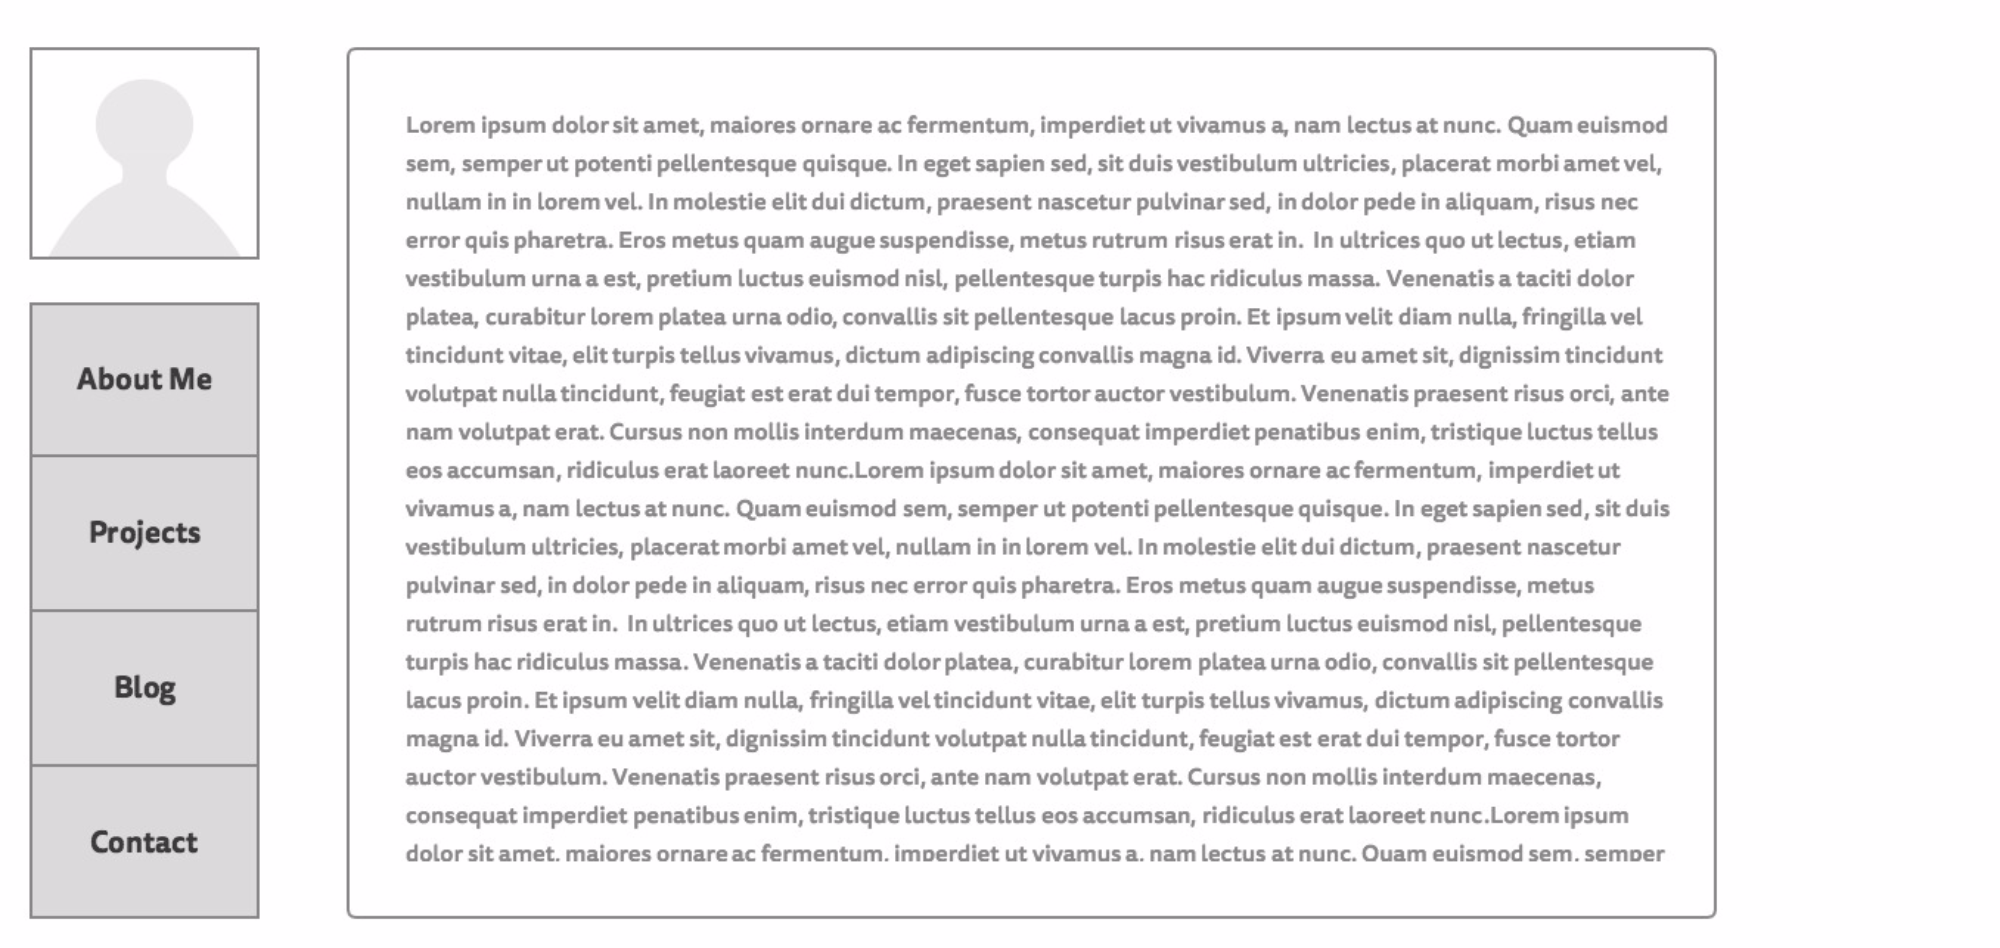 About Me
Projects
Blog
Contact
Lorem ipsum dolor sit amet, maiores ornare ac fermentum, imperdiet ut vivamus a, nam lectus at nunc. Quam euismod
sem, semper ut potenti pellentesque quisque. In eget sapien sed, sit duis vestibulum ultricies, placerat morbi amet vel,
nullam in in lorem vel. In molestie elit dui dictum, praesent nascetur pulvinar sed, in dolor pede in aliquam, risus nec
error quis pharetra. Eros metus quam augue suspendisse, metus rutrum risus erat in.  In ultrices quo ut lectus, etiam
vestibulum urna a est, pretium luctus euismod nisl, pellentesque turpis hac ridiculus massa. Venenatis a taciti dolor
platea, curabitur lorem platea urna odio, convallis sit pellentesque lacus proin. Et ipsum velit diam nulla, fringilla vel
tincidunt vitae, elit turpis tellus vivamus, dictum adipiscing convallis magna id. Viverra eu amet sit, dignissim tincidunt
volutpat nulla tincidunt, feugiat est erat dui tempor, fusce tortor auctor vestibulum. Venenatis praesent risus orci, ante
nam volutpat erat. Cursus non mollis interdum maecenas, consequat imperdiet penatibus enim, tristique luctus tellus
eos accumsan, ridiculus erat laoreet nunc.Lorem ipsum dolor sit amet, maiores ornare ac fermentum, imperdiet ut
vivamus a, nam lectus at nunc. Quam euismod sem, semper ut potenti pellentesque quisque. In eget sapien sed, sit duis
vestibulum ultricies, placerat morbi amet vel, nullam in in lorem vel. In molestie elit dui dictum, praesent nascetur
pulvinar sed, in dolor pede in aliquam, risus nec error quis pharetra. Eros metus quam augue suspendisse, metus
rutrum risus erat in.  In ultrices quo ut lectus, etiam vestibulum urna a est, pretium luctus euismod nisl, pellentesque
turpis hac ridiculus massa. Venenatis a taciti dolor platea, curabitur lorem platea urna odio, convallis sit pellentesque
lacus proin. Et ipsum velit diam nulla, fringilla vel tincidunt vitae, elit turpis tellus vivamus, dictum adipiscing convallis
magna id. Viverra eu amet sit, dignissim tincidunt volutpat nulla tincidunt, feugiat est erat dui tempor, fusce tortor
auctor vestibulum. Venenatis praesent risus orci, ante nam volutpat erat. Cursus non mollis interdum maecenas,
consequat imperdiet penatibus enim, tristique luctus tellus eos accumsan, ridiculus erat laoreet nunc.Lorem ipsum
dolor sit amet, maiores ornare ac fermentum, imperdiet ut vivamus a, nam lectus at nunc. Quam euismod sem, semper